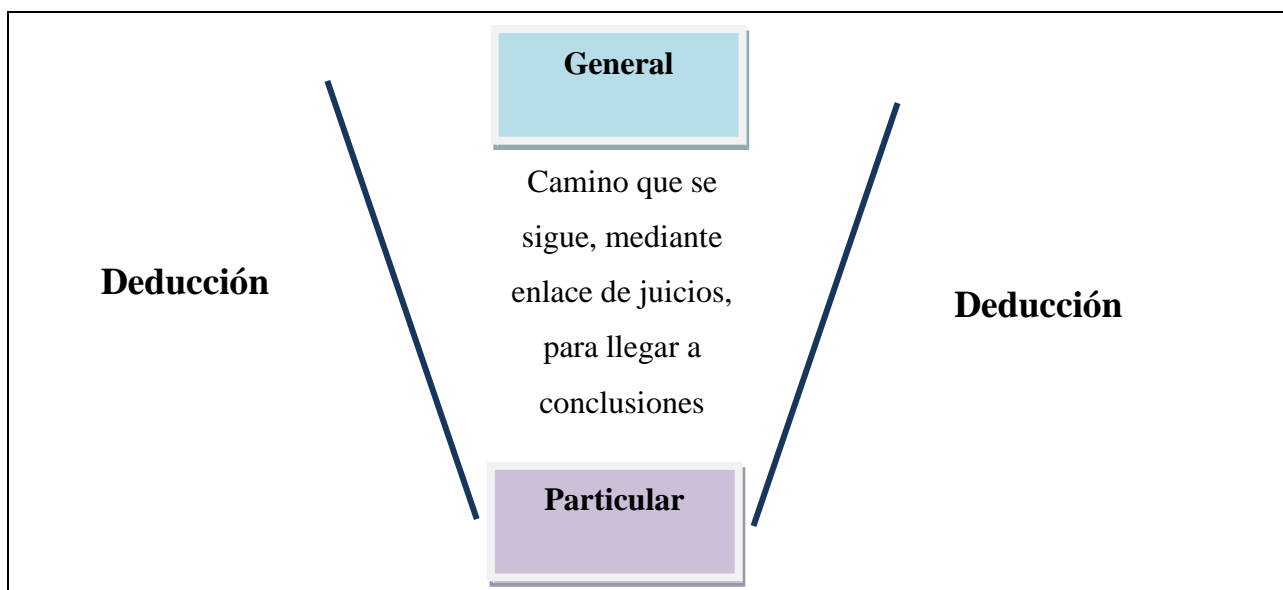 General
Camino que se
sigue, mediante
enlace de juicios,
para llegar a
conclusiones
Deducción
Deducción
Particular